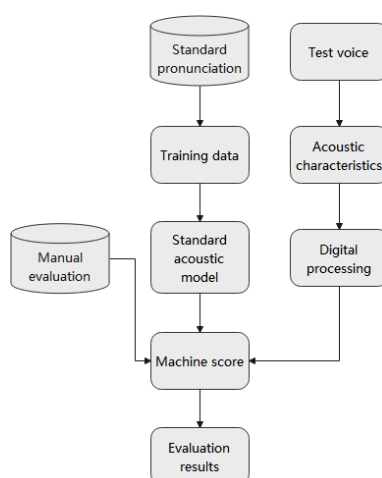 Standard
pronunciation
Test voice
Training data
Acoustic
characteristics
Manual
evaluation
Standard
acoustic
model
Digital
processing
Machine score
Evaluation
results